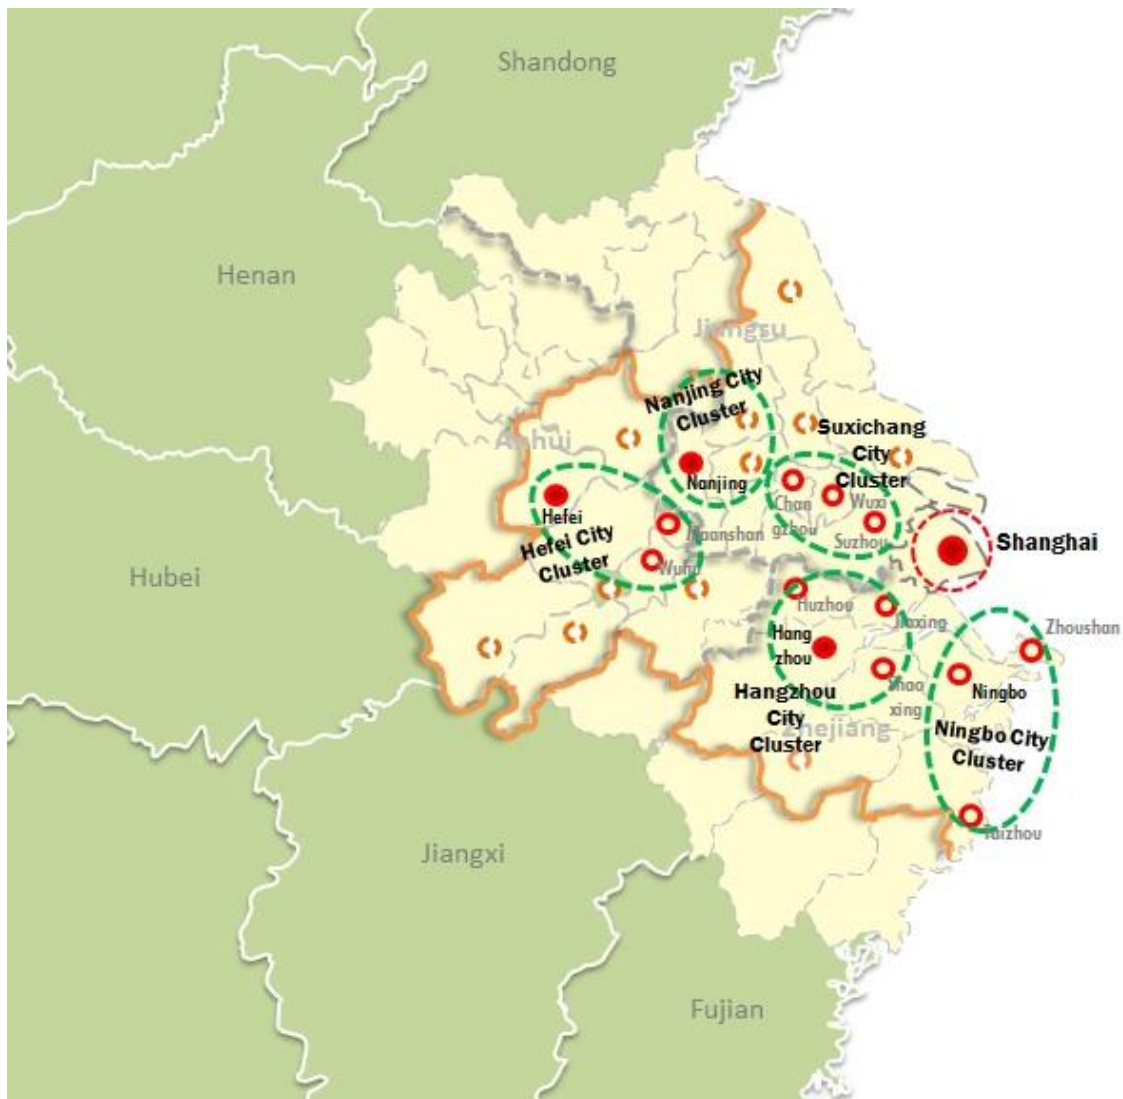 Shandong
Henan
Jiangsu
Nanjing City
Cluster
Anhui
Suxichang
City
Cluster
Nanjing
Chan
gzhou
Wuxi
Suzhou
Hefei
Hefei City
Cluster
Maanshan
Wuhu
Shanghai
Hubei
Huzhou
Jiaxing
Zhoushan
Hang
zhou
Shao
xing
Ningbo
Hangzhou
City
Cluster
Zhejiang
Ningbo City
Cluster
Taizhou
Jiangxi
Fujian